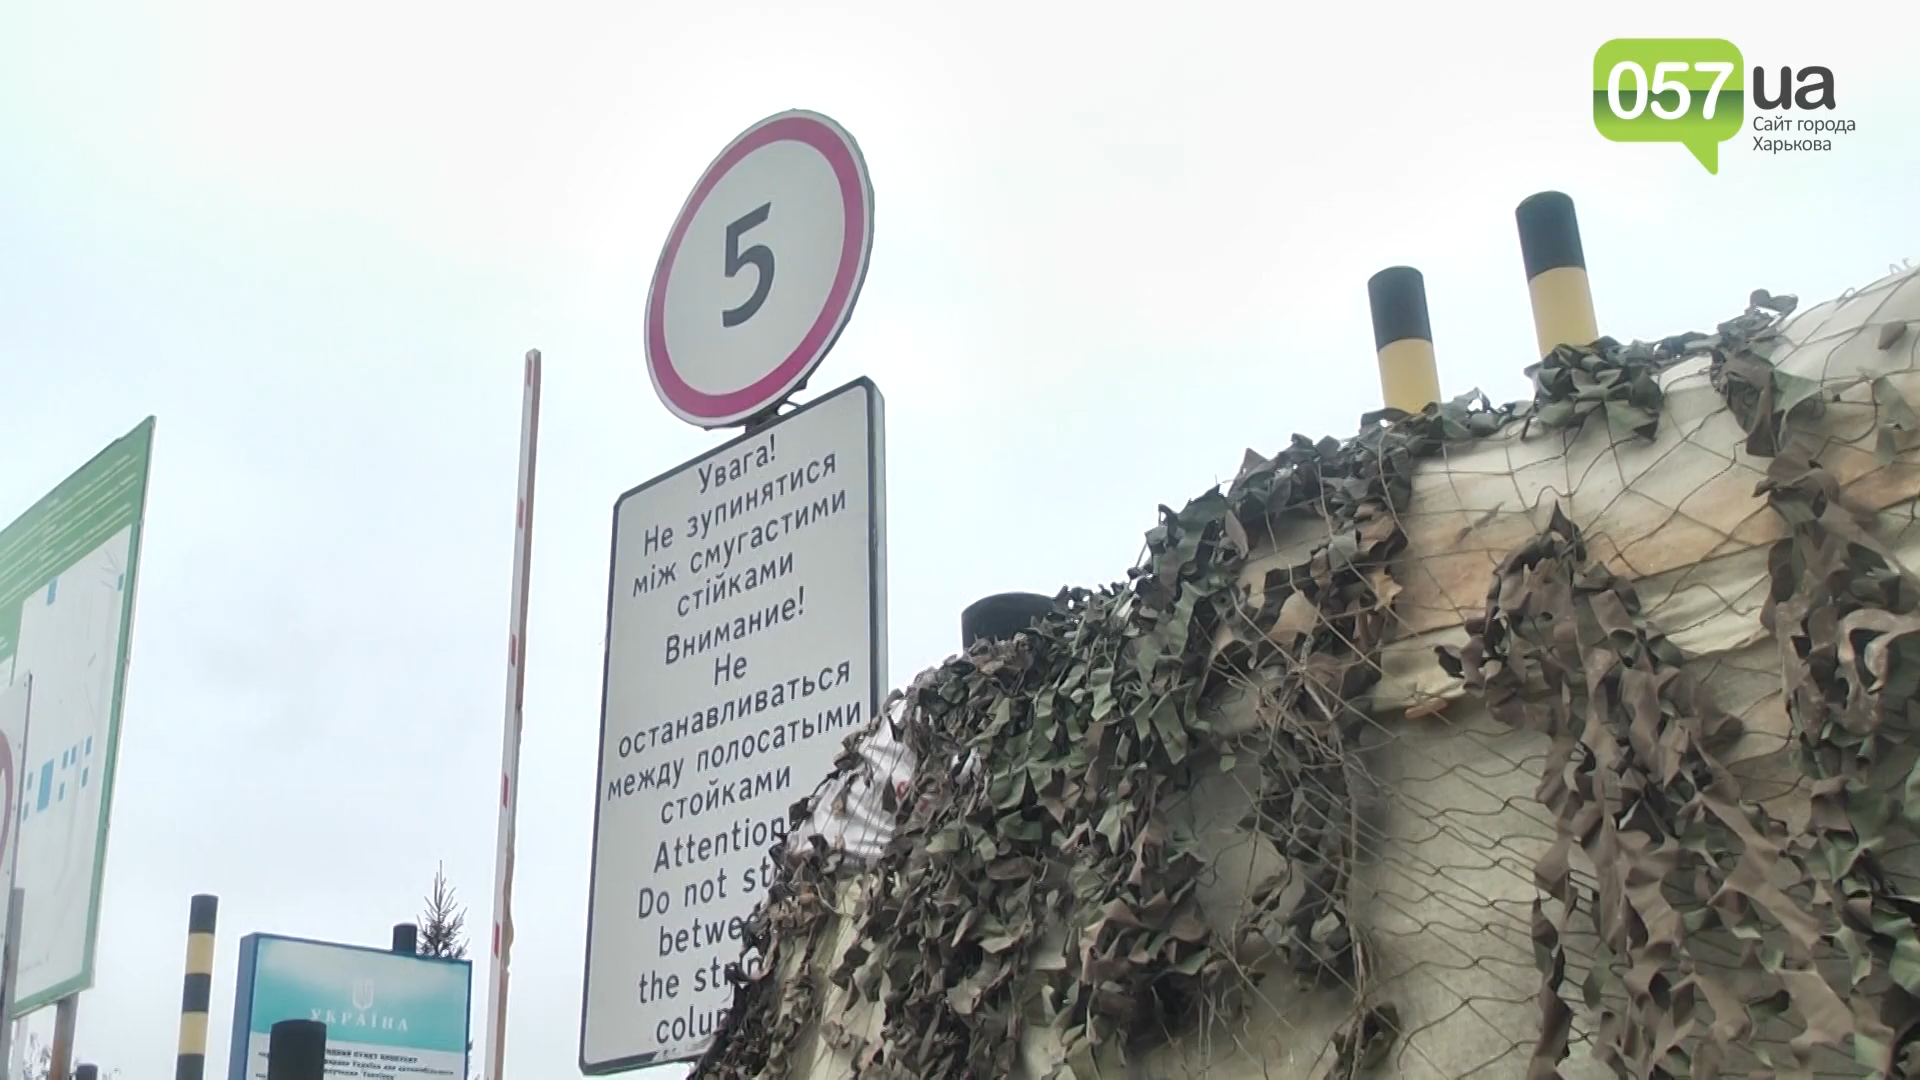 057 ua
Сайт города
Харькова
5
Увага!
Не зупинятися
між смугастими
стійками
Внимание!
Не
останавливаться
между полосатыми
стойками
Attention
Do not st
betwe
the stri
colu
УКРАЇНА